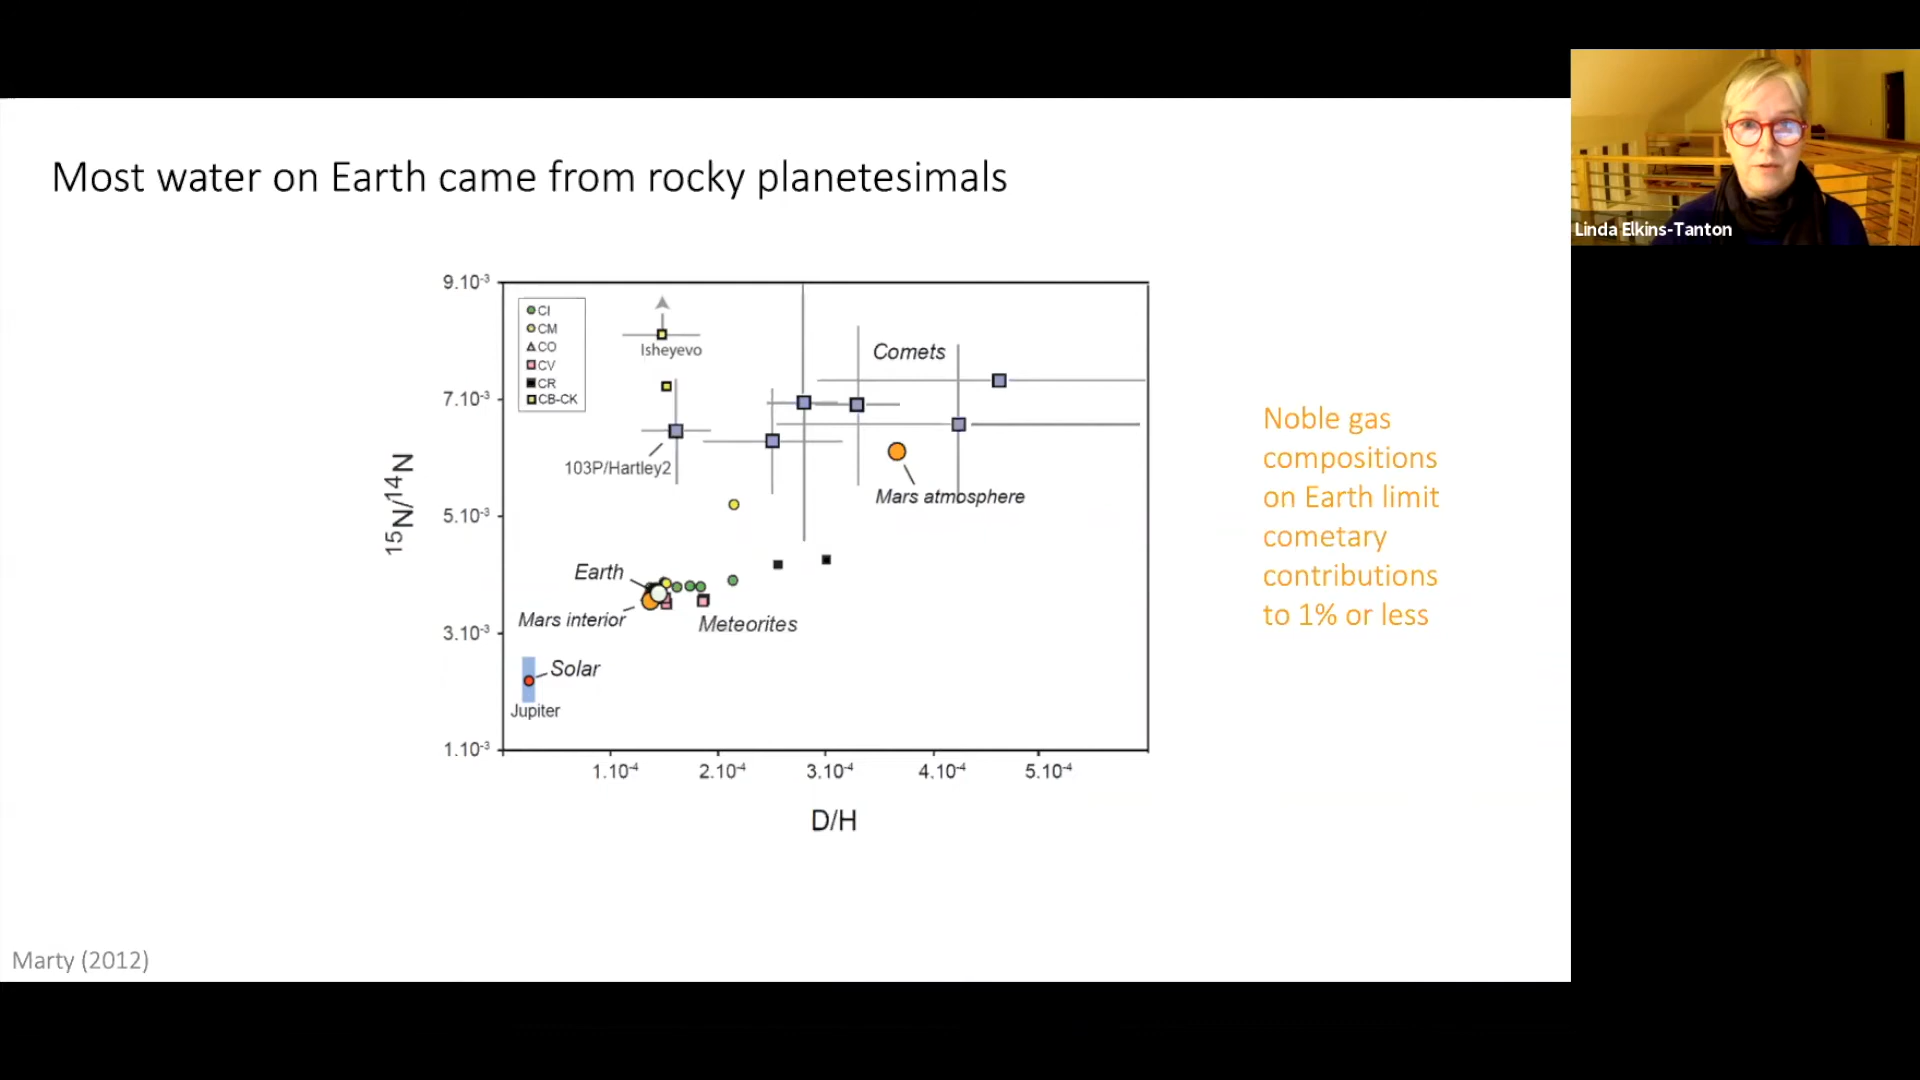 Linda Elkins-Tanton
Most water on Earth came from rocky planetesimals
9.10-3
7.10-3
5.10-3
3.10-3
1.10-3
15N/14N
CI
CM
CO
CV
CR
CB-CK
Isheyevo
Comets
103P/Hartley2
Mars atmosphere
Earth
Mars interior
Meteorites
Solar
Jupiter
1.10-4
2.10-4
3.10-4
4.10-4
5.10-4
D/H
Noble gas
compositions
on Earth limit
cometary
contributions
to 1% or less
Marty (2012)